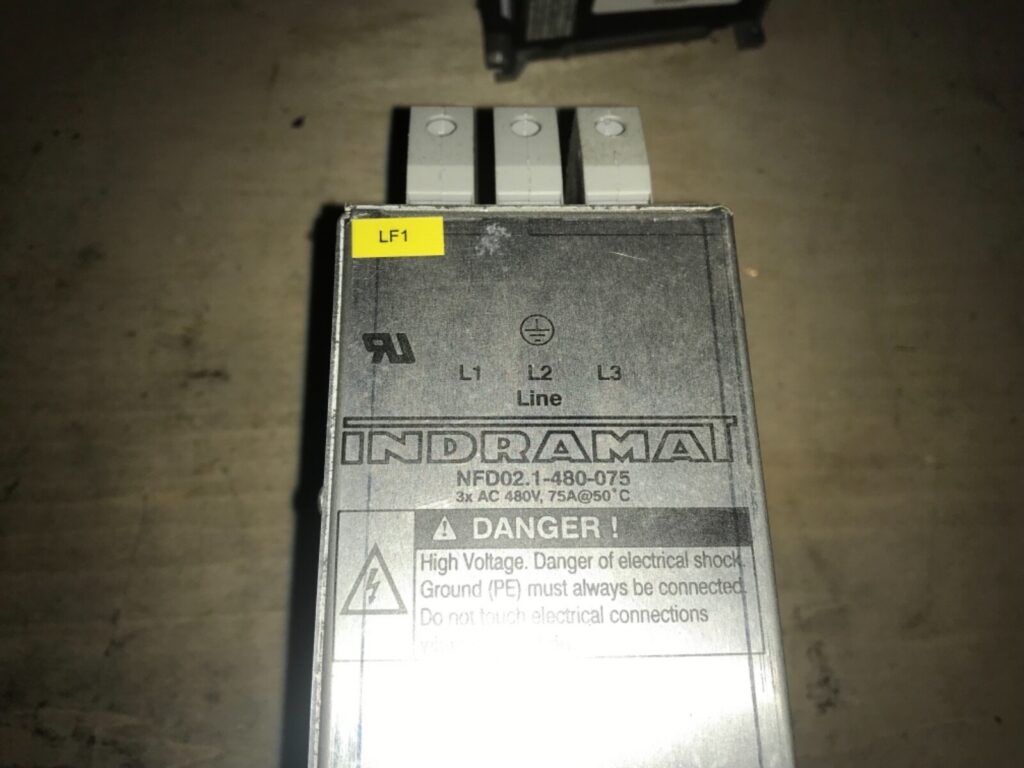 LF1
L1 L2 L3
Line
INDRAMAT
NFD02.1-480-075
3x AC 480V, 75A@50°C
DANGER !
High Voltage. Danger of electrical shock.
Ground (PE) must always be connected.
Do not touch electrical connections